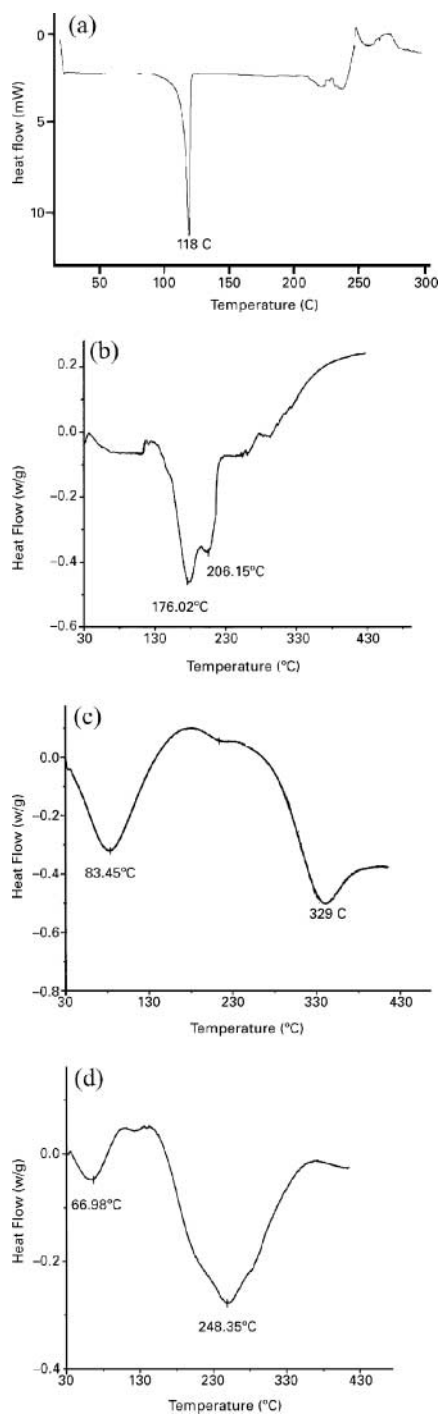 (a)
0
5
10
heat flow (mW)
118 C
50 100 150 200 250 300
Temperature (C)
(b)
0.2
0.0
−0.2
−0.4
−0.6
Heat Flow (w/g)
206.15ºC
176.02ºC
30 130 230 330 430
Temperature (ºC)
(c)
0.0
−0.2
−0.4
−0.6
−0.8
Heat Flow (w/g)
83.45ºC
329 C
30 130 230 330 430
Temperature (ºC)
(d)
0.0
−0.2
−0.4
Heat Flow (w/g)
66.98ºC
248.35ºC
30 130 230 330 430
Temperature (ºC)